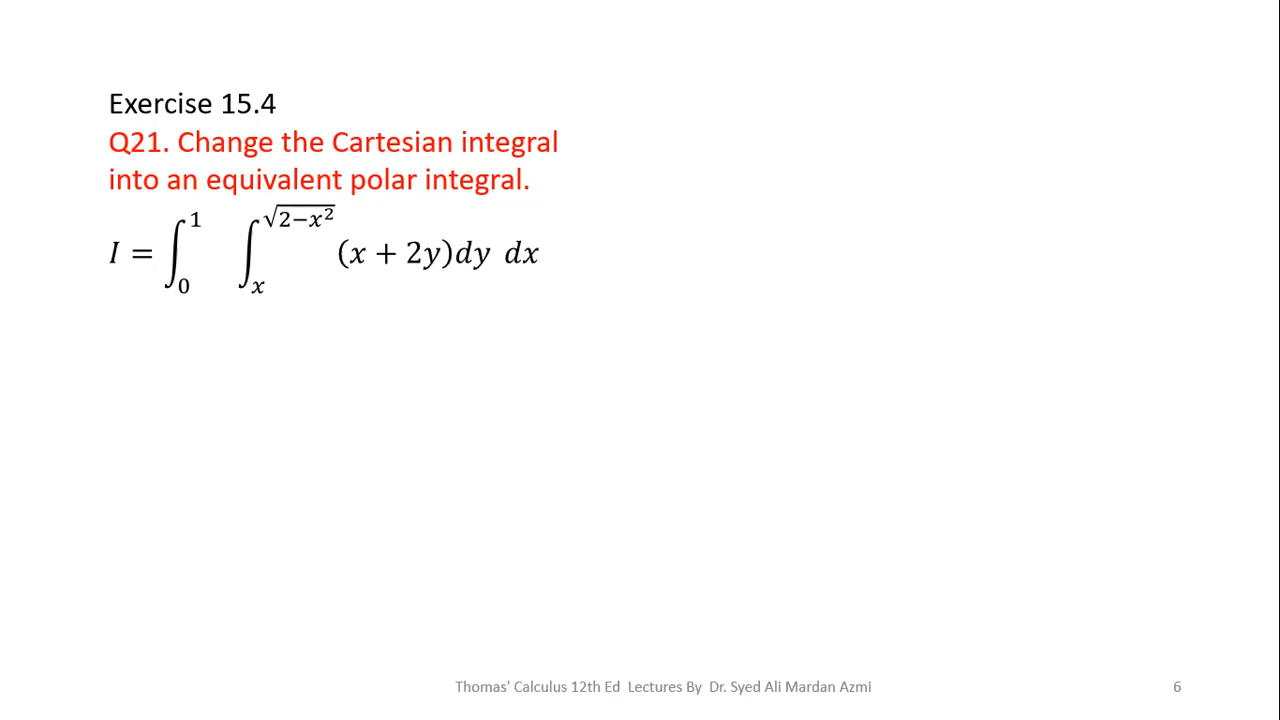 Exercise 15.4
Q21. Change the Cartesian integral
into an equivalent polar integral.
I = ∫₀¹ ∫ₓ^√(2−x²) (x + 2y)dy dx
Thomas' Calculus 12th Ed Lectures By Dr. Syed Ali Mardan Azmi 6